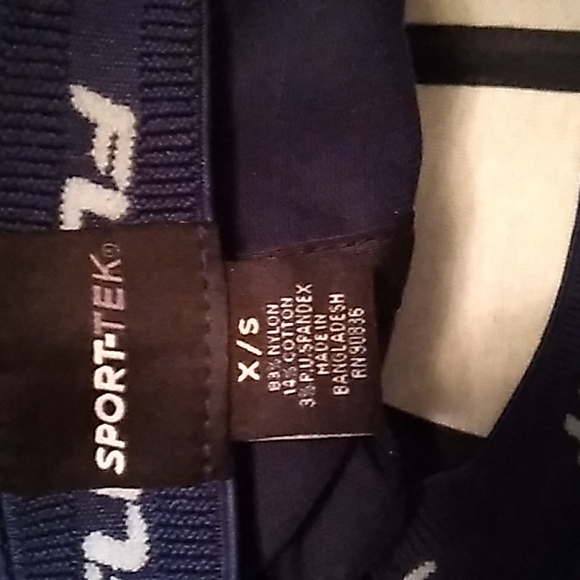 SPORT-TEK®
X/S
83% NYLON
14% COTTON
3% P.U. SPANDEX
MADE IN
BANGLADESH
RN 90836